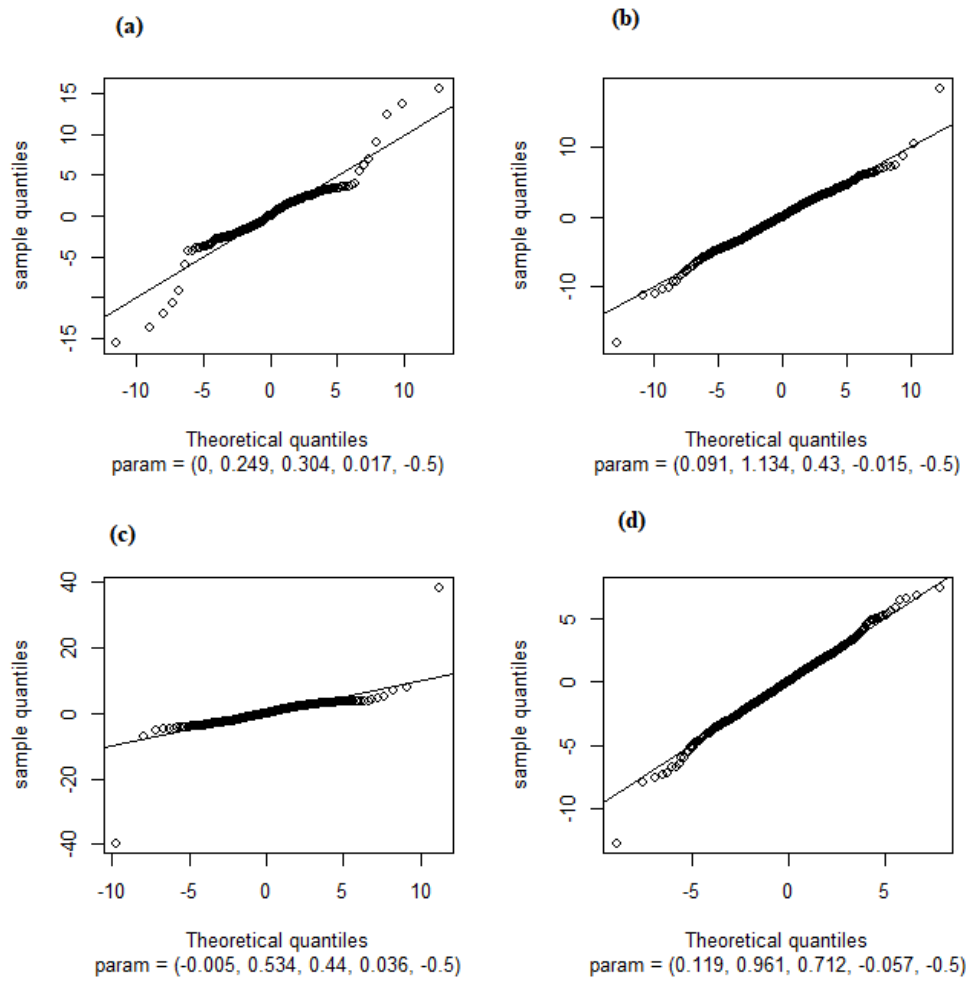 (a)
sample quantiles
15
10
5
0
-5
-15
-10 -5 0 5 10
Theoretical quantiles
param = (0, 0.249, 0.304, 0.017, -0.5)
(b)
sample quantiles
10
0
-10
-10 -5 0 5 10
Theoretical quantiles
param = (0.091, 1.134, 0.43, -0.015, -0.5)
(c)
sample quantiles
40
20
0
-20
-40
-10 -5 0 5 10
Theoretical quantiles
param = (-0.005, 0.534, 0.44, 0.036, -0.5)
(d)
sample quantiles
5
0
-5
-10
-5 0 5
Theoretical quantiles
param = (0.119, 0.961, 0.712, -0.057, -0.5)